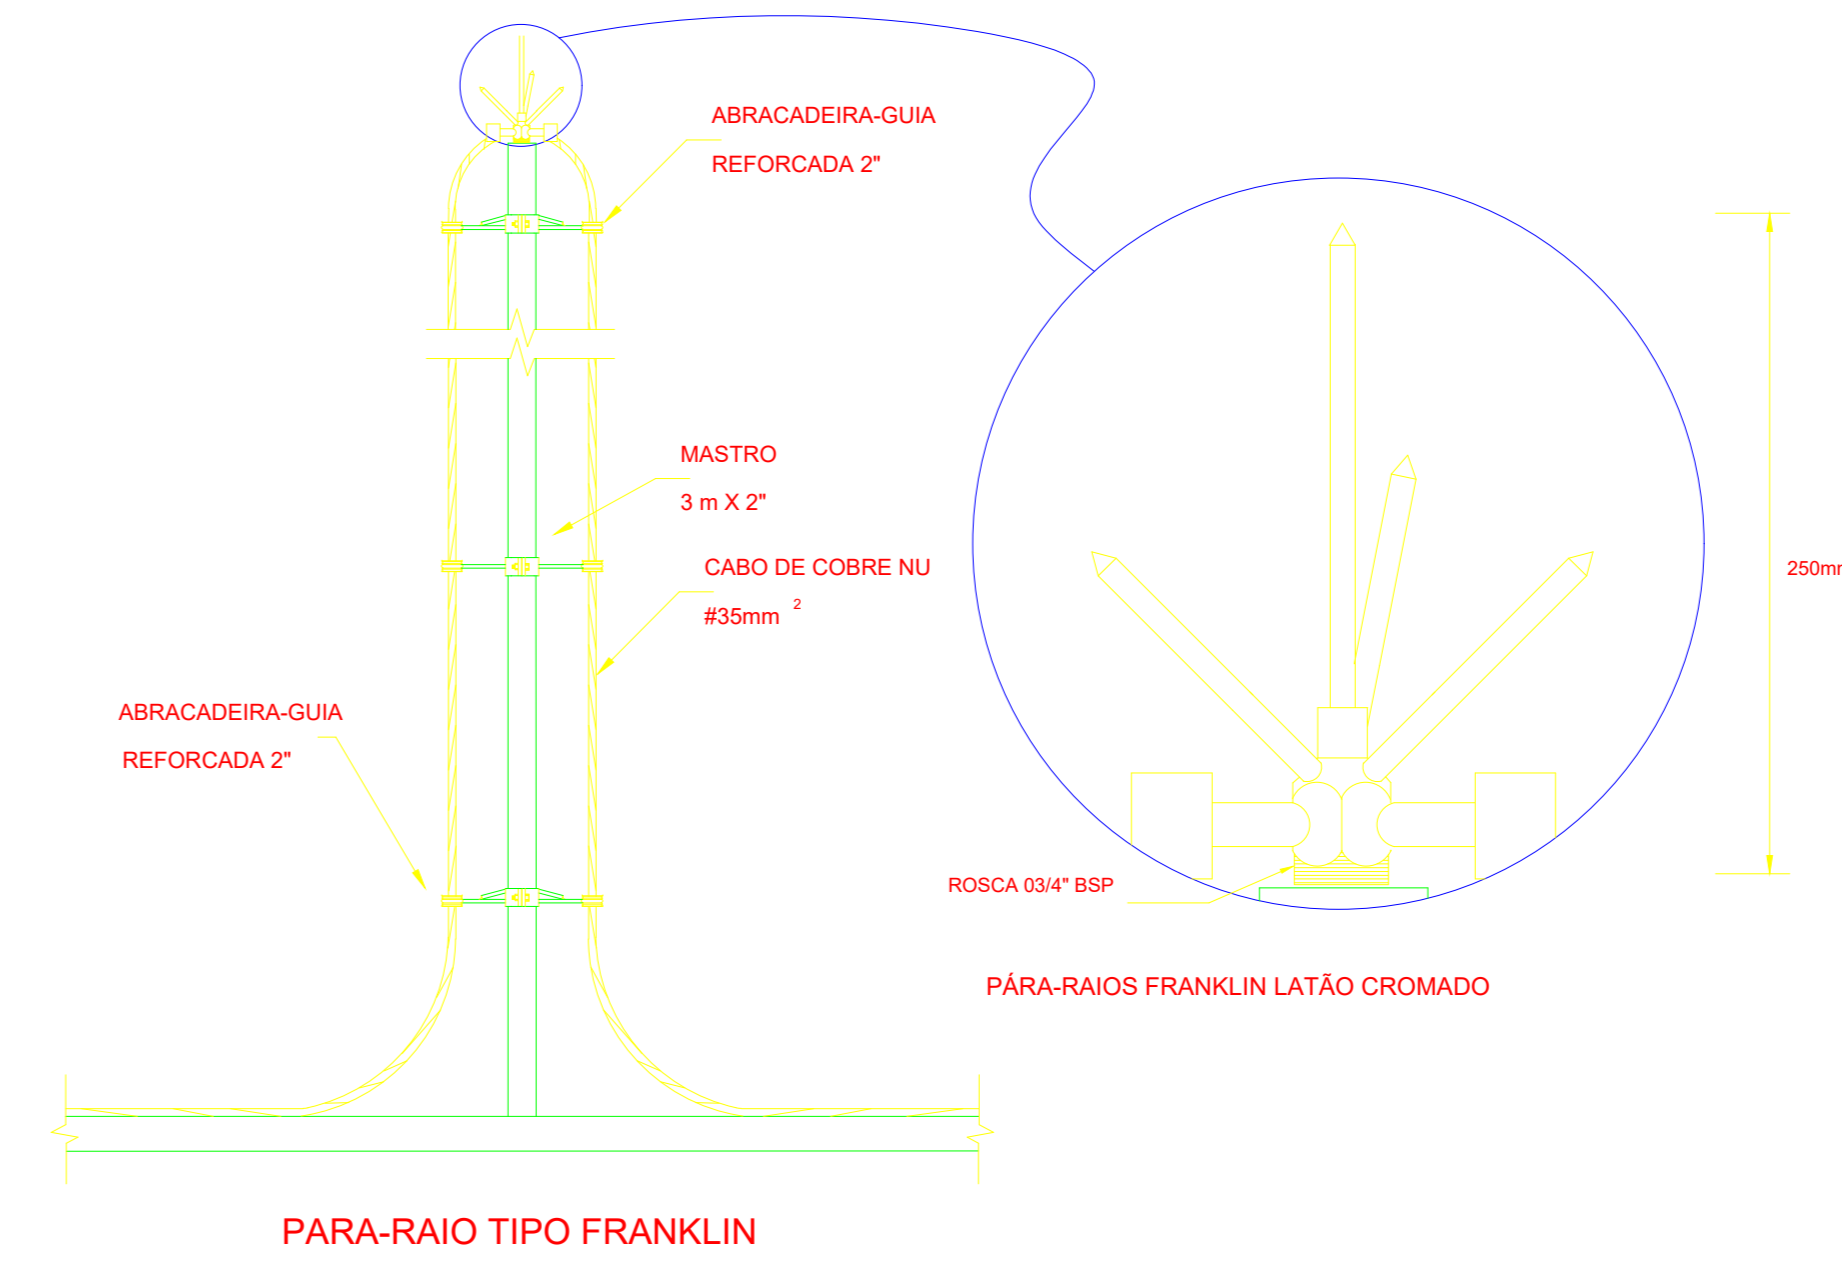 ABRACADEIRA-GUIA
REFORCADA 2"
MASTRO
3 m X 2"
CABO DE COBRE NU
#35mm 2
ABRACADEIRA-GUIA
REFORCADA 2"
250mm
ROSCA 03/4" BSP
PÁRA-RAIOS FRANKLIN LATÃO CROMADO
PARA-RAIO TIPO FRANKLIN